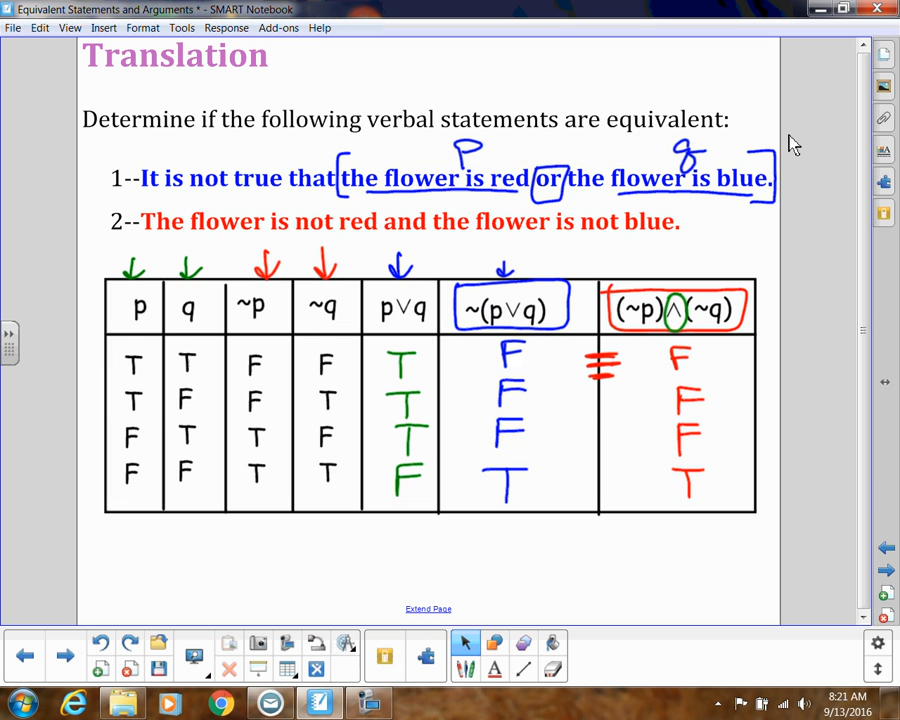 Equivalent Statements and Arguments * - SMART Notebook
File Edit View Insert Format Tools Response Add-ons Help
Translation
Determine if the following verbal statements are equivalent:
p q
1--It is not true that [the flower is red or the flower is blue.]
2--The flower is not red and the flower is not blue.
p q ~p ~q p∨q ~(p∨q) (~p)∧(~q)
T T F F T F ≡ F
T F F T T F F
F T T F T F F
F F T T F T T
Extend Page
8:21 AM
9/13/2016